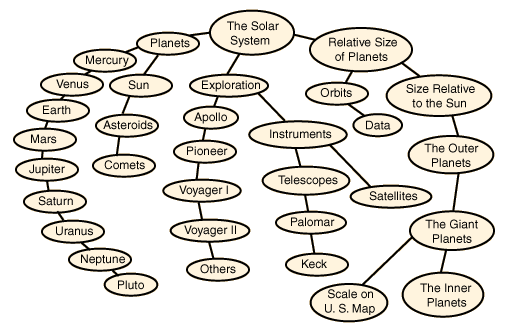 The Solar
System
Planets
Relative Size
of Planets
Mercury
Venus
Sun
Exploration
Orbits
Size Relative
to the Sun
Earth
Asteroids
Apollo
Instruments
Data
Mars
Comets
Pioneer
The Outer
Planets
Jupiter
Voyager I
Telescopes
Satellites
Saturn
Voyager II
Palomar
The Giant
Planets
Uranus
Others
Keck
Neptune
Pluto
Scale on
U. S. Map
The Inner
Planets